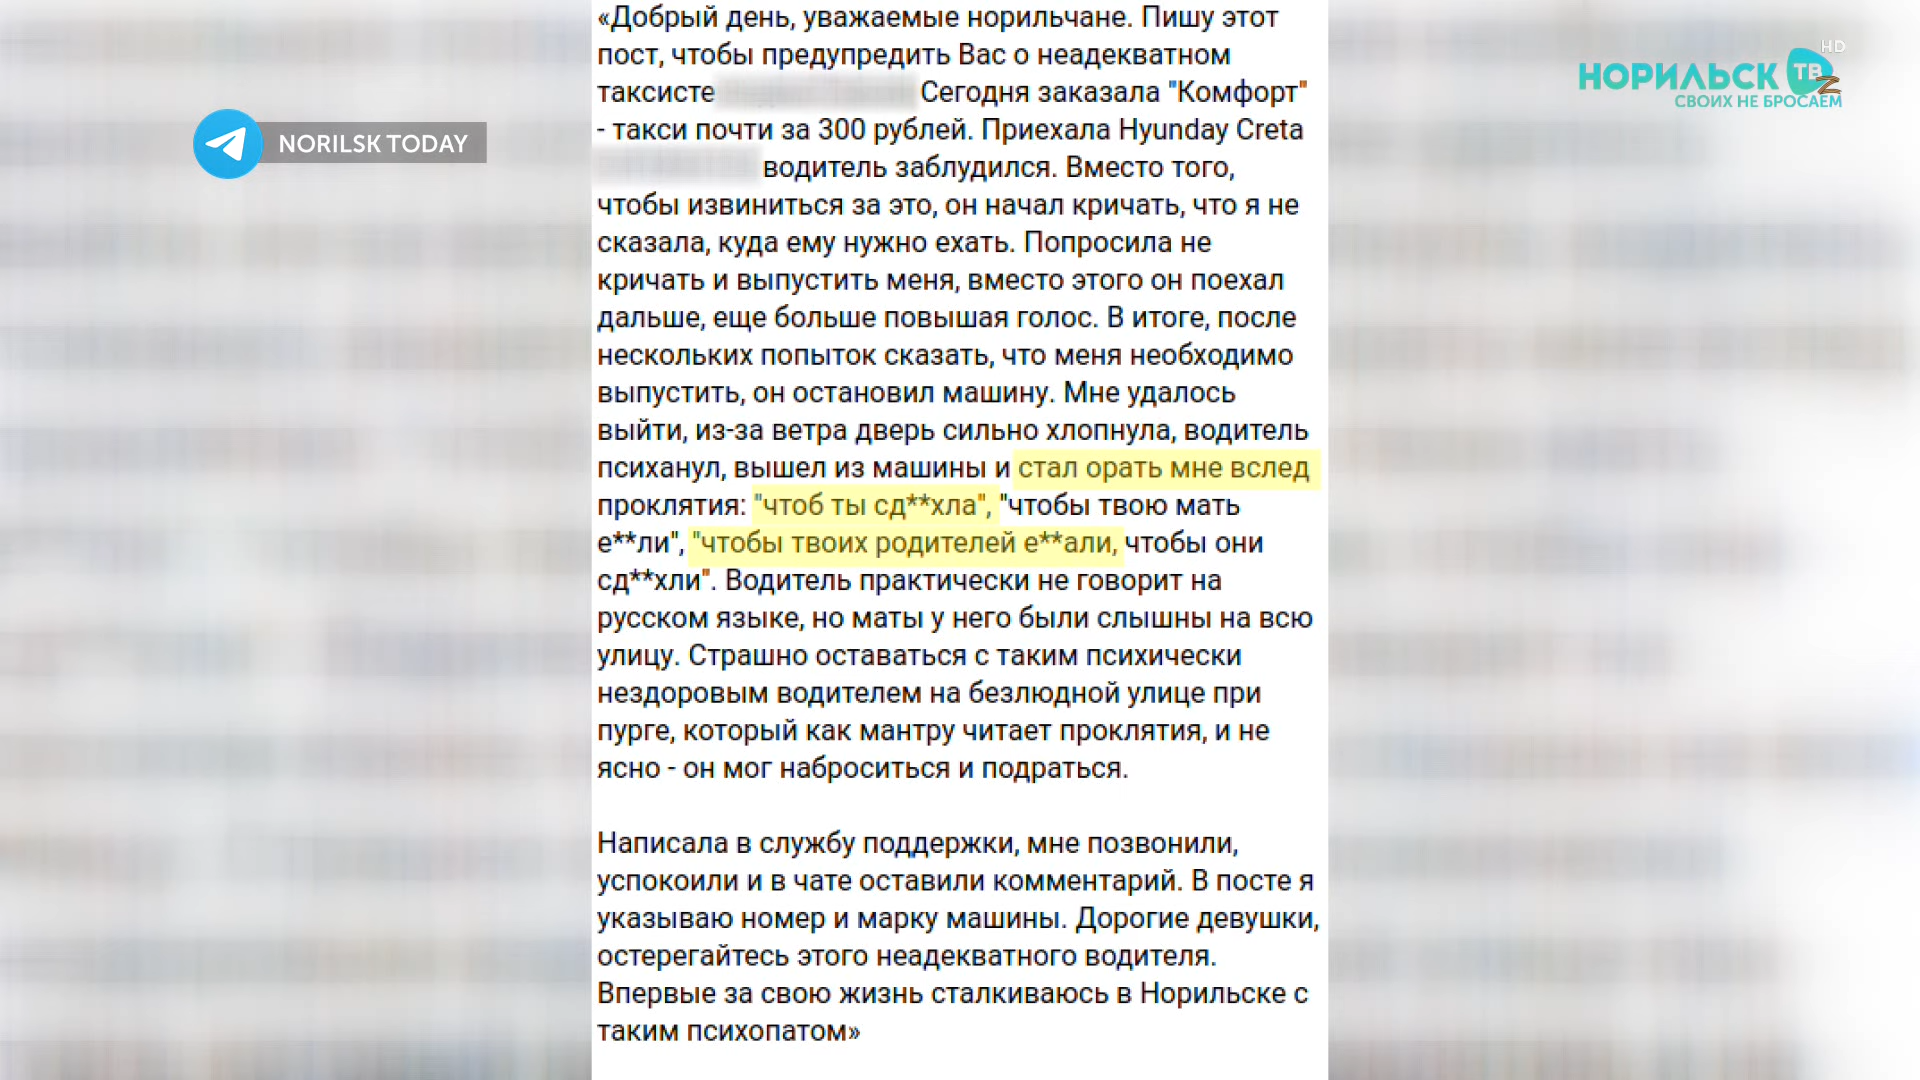 «Добрый день, уважаемые норильчане. Пишу этот
пост, чтобы предупредить Вас о неадекватном
таксисте Сегодня заказала "Комфорт"
- такси почти за 300 рублей. Приехала Hyunday Creta
водитель заблудился. Вместо того,
чтобы извиниться за это, он начал кричать, что я не
сказала, куда ему нужно ехать. Попросила не
кричать и выпустить меня, вместо этого он поехал
дальше, еще больше повышая голос. В итоге, после
нескольких попыток сказать, что меня необходимо
выпустить, он остановил машину. Мне удалось
выйти, из-за ветра дверь сильно хлопнула, водитель
психанул, вышел из машины и стал орать мне вслед
проклятия: "чтоб ты сд**хла", "чтобы твою мать
е**ли", "чтобы твоих родителей е**али, чтобы они
сд**хли". Водитель практически не говорит на
русском языке, но маты у него были слышны на всю
улицу. Страшно оставаться с таким психически
нездоровым водителем на безлюдной улице при
пурге, который как мантру читает проклятия, и не
ясно - он мог наброситься и подраться.
Написала в службу поддержки, мне позвонили,
успокоили и в чате оставили комментарий. В посте я
указываю номер и марку машины. Дорогие девушки,
остерегайтесь этого неадекватного водителя.
Впервые за свою жизнь сталкиваюсь в Норильске с
таким психопатом»
NORILSK TODAY
НОРИЛЬСК ТВ HD
Z
СВОИХ НЕ БРОСАЕМ